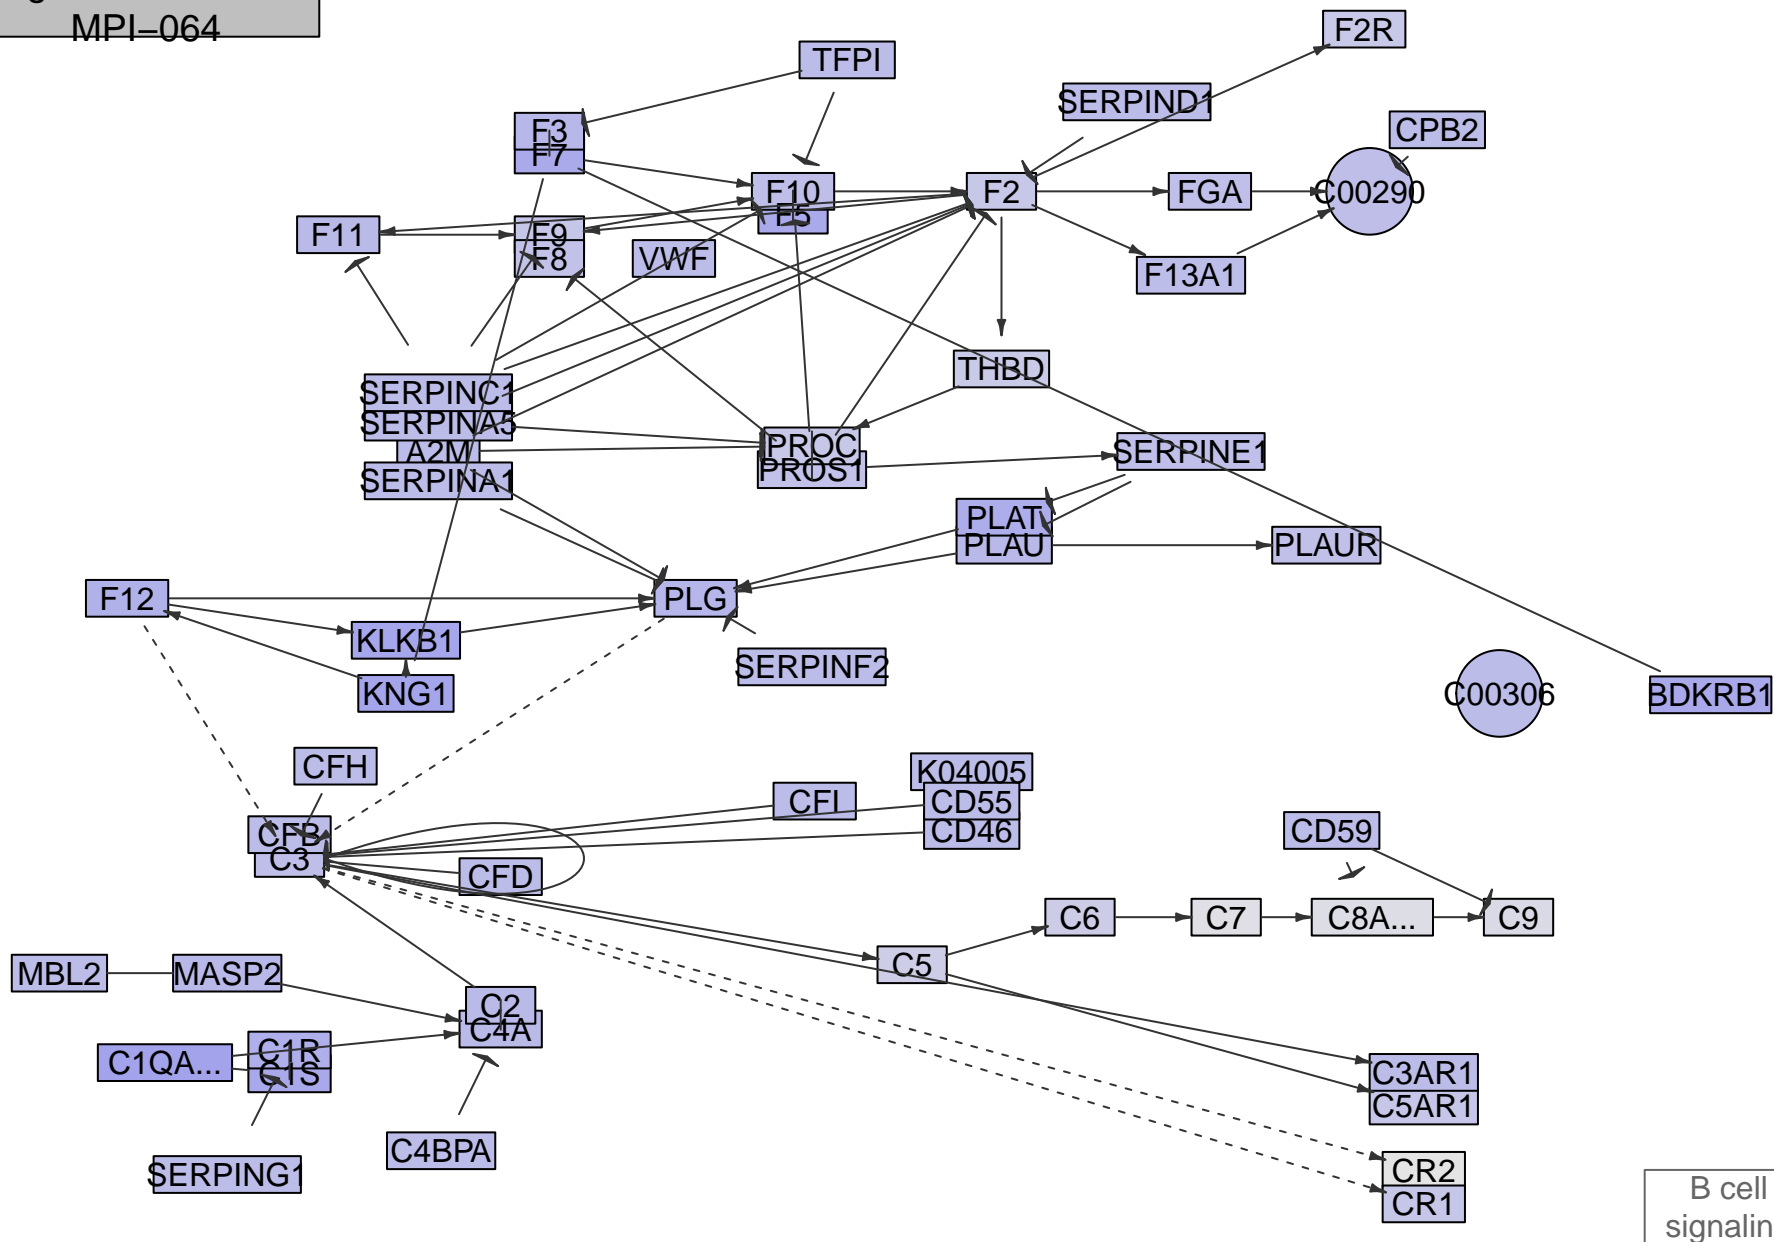 MPI–064
F2R
TFPI
SERPIND1
CPB2
F3
F7
F10
F5
F2
FGA
C00290
F11
F9
F8
VWF
F13A1
THBD
SERPINC1
SERPINA5
A2M
SERPINA1
PROC
PROS1
SERPINE1
PLAT
PLAU
PLAUR
F12
PLG
KLKB1
KNG1
SERPINF2
C00306
BDKRB1
CFH
K04005
CFI
CD55
CD46
CFB
C3
CD59
CFD
C6
C7
C8A...
C9
C5
MBL2
MASP2
C2
C4A
C1QA...
C1R
C1S
C3AR1
C5AR1
C4BPA
SERPING1
CR2
CR1
B cell
signalin